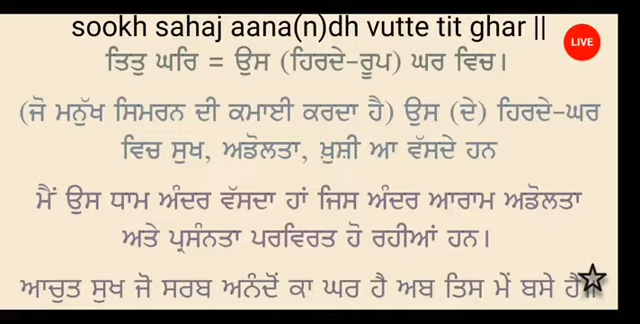 sookh sahaj aana(n)dh vutte tit ghar ||
LIVE
ਤਿਤੁ ਘਰਿ = ਉਸ (ਹਿਰਦੇ-ਰੂਪ) ਘਰ ਵਿਚ।
(ਜੋ ਮਨੁੱਖ ਸਿਮਰਨ ਦੀ ਕਮਾਈ ਕਰਦਾ ਹੈ) ਉਸ (ਦੇ) ਹਿਰਦੇ-ਘਰ
ਵਿਚ ਸੁਖ, ਅਡੋਲਤਾ, ਖ਼ੁਸ਼ੀ ਆ ਵੱਸਦੇ ਹਨ
ਮੈਂ ਉਸ ਧਾਮ ਅੰਦਰ ਵੱਸਦਾ ਹਾਂ ਜਿਸ ਅੰਦਰ ਆਰਾਮ ਅਡੋਲਤਾ
ਅਤੇ ਪ੍ਰਸੰਨਤਾ ਪਰਵਿਰਤ ਹੋ ਰਹੀਆਂ ਹਨ।
ਆਚੁਤ ਸੁਖ ਜੋ ਸਰਬ ਅਨੰਦੋਂ ਕਾ ਘਰ ਹੈ ਅਬ ਤਿਸ ਮੇਂ ਬਸੇ ਹੈਂ॥